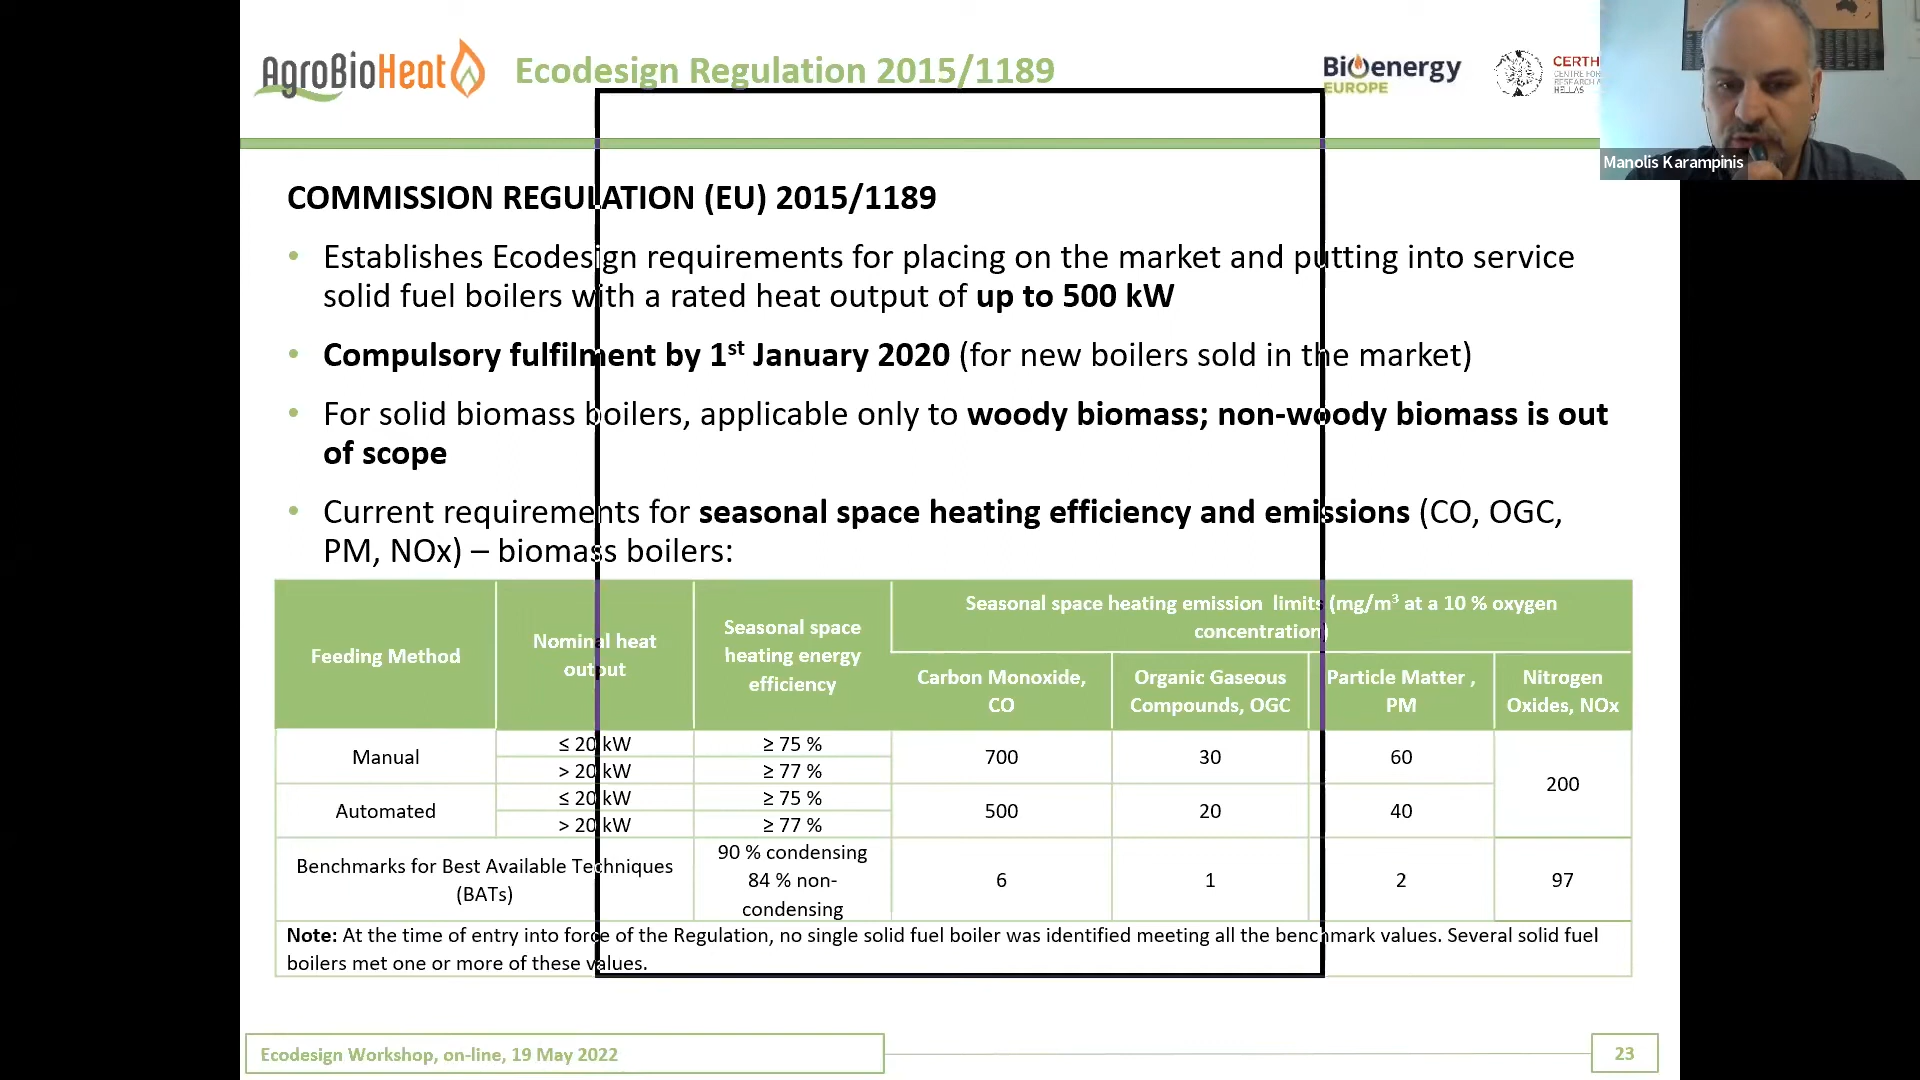 AgroBioHeat
Ecodesign Regulation 2015/1189
Bioenergy
EUROPE
CERTH
CENTRE FOR
RESEARCH &
HELLAS
Manolis Karampinis
COMMISSION REGULATION (EU) 2015/1189
• Establishes Ecodesign requirements for placing on the market and putting into service
solid fuel boilers with a rated heat output of up to 500 kW
• Compulsory fulfilment by 1st January 2020 (for new boilers sold in the market)
• For solid biomass boilers, applicable only to woody biomass; non-woody biomass is out
of scope
• Current requirements for seasonal space heating efficiency and emissions (CO, OGC,
PM, NOx) – biomass boilers:
Feeding Method
Nominal heat
output
Seasonal space
heating energy
efficiency
Seasonal space heating emission limits (mg/m³ at a 10 % oxygen
concentration)
Carbon Monoxide,
CO
Organic Gaseous
Compounds, OGC
Particle Matter ,
PM
Nitrogen
Oxides, NOx
Manual
≤ 20 kW
≥ 75 %
> 20 kW
≥ 77 %
700
30
60
200
Automated
≤ 20 kW
≥ 75 %
> 20 kW
≥ 77 %
500
20
40
Benchmarks for Best Available Techniques
(BATs)
90 % condensing
84 % non-
condensing
6
1
2
97
Note: At the time of entry into force of the Regulation, no single solid fuel boiler was identified meeting all the benchmark values. Several solid fuel
boilers met one or more of these values.
Ecodesign Workshop, on-line, 19 May 2022
23